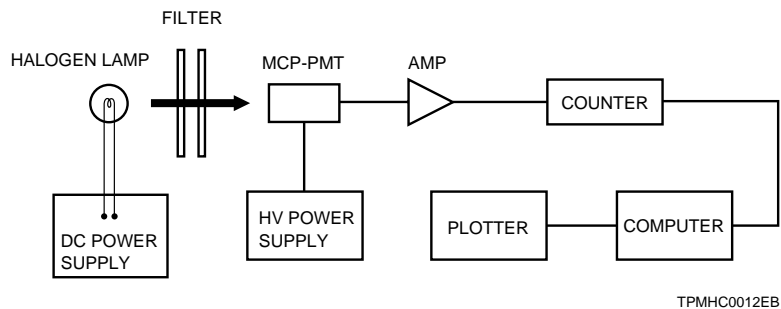 FILTER
HALOGEN LAMP
MCP-PMT
AMP
COUNTER
DC POWER
SUPPLY
HV POWER
SUPPLY
PLOTTER
COMPUTER
TPMHC0012EB